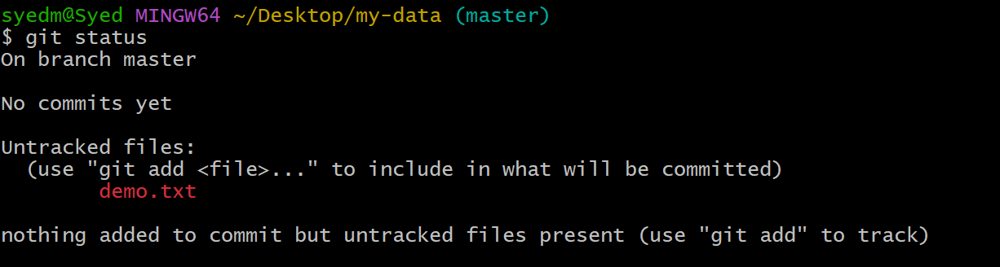 syedm@Syed MINGW64 ~/Desktop/my-data (master)
$ git status
On branch master
No commits yet
Untracked files:
(use "git add <file>..." to include in what will be committed)
demo.txt
nothing added to commit but untracked files present (use "git add" to track)